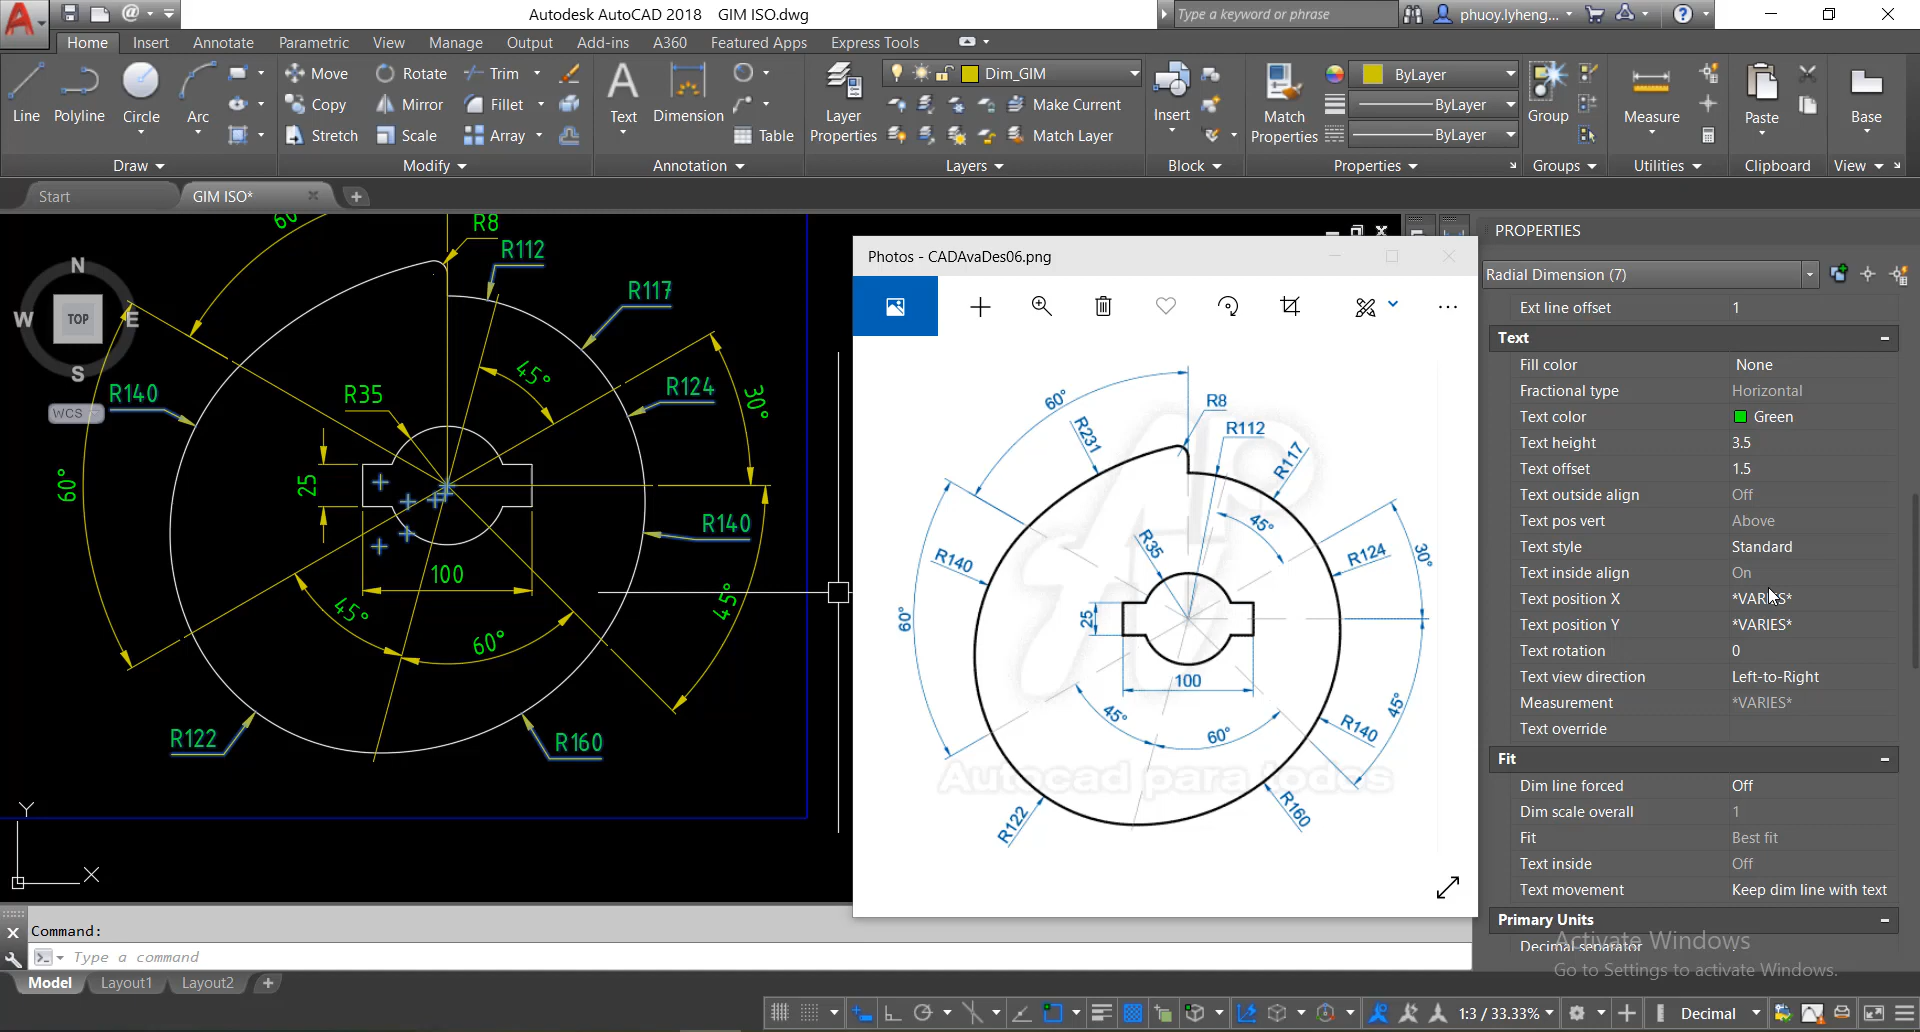 Autodesk AutoCAD 2018 GIM ISO.dwg
Type a keyword or phrase
phuoy.lyheng...
Home Insert Annotate Parametric View Manage Output Add-ins A360 Featured Apps Express Tools
Line Polyline Circle Arc
Move Rotate Trim
Copy Mirror Fillet
Stretch Scale Array
Text Dimension Table
Layer Properties
Dim_GIM
Make Current
Match Layer
Insert
Match Properties
ByLayer
ByLayer
ByLayer
Group Measure Paste Base
Draw Modify Annotation Layers Block Properties Groups Utilities Clipboard View
Start GIM ISO*
N
W TOP E
S
WCS
60°
R8
R112
R117
R140
R35
45°
R124
30°
60°
25
R140
100
45°
45°
60°
R122
R160
Y
X
Photos - CADAvaDes06.png
60°
R8
R231
R112
R117
45°
R35
R140
R124
30°
60°
25
100
45°
60°
R140
45°
Autocad para todos
R122
R160
PROPERTIES
Radial Dimension (7)
Ext line offset 1
Text
Fill color None
Fractional type Horizontal
Text color Green
Text height 3.5
Text offset 1.5
Text outside align Off
Text pos vert Above
Text style Standard
Text inside align On
Text position X *VARIES*
Text position Y *VARIES*
Text rotation 0
Text view direction Left-to-Right
Measurement *VARIES*
Text override
Fit
Dim line forced Off
Dim scale overall 1
Fit Best fit
Text inside Off
Text movement Keep dim line with text
Primary Units
Decimal separator
Activate Windows
Go to Settings to activate Windows.
Command:
Type a command
Model Layout1 Layout2
1:3 / 33.33% Decimal